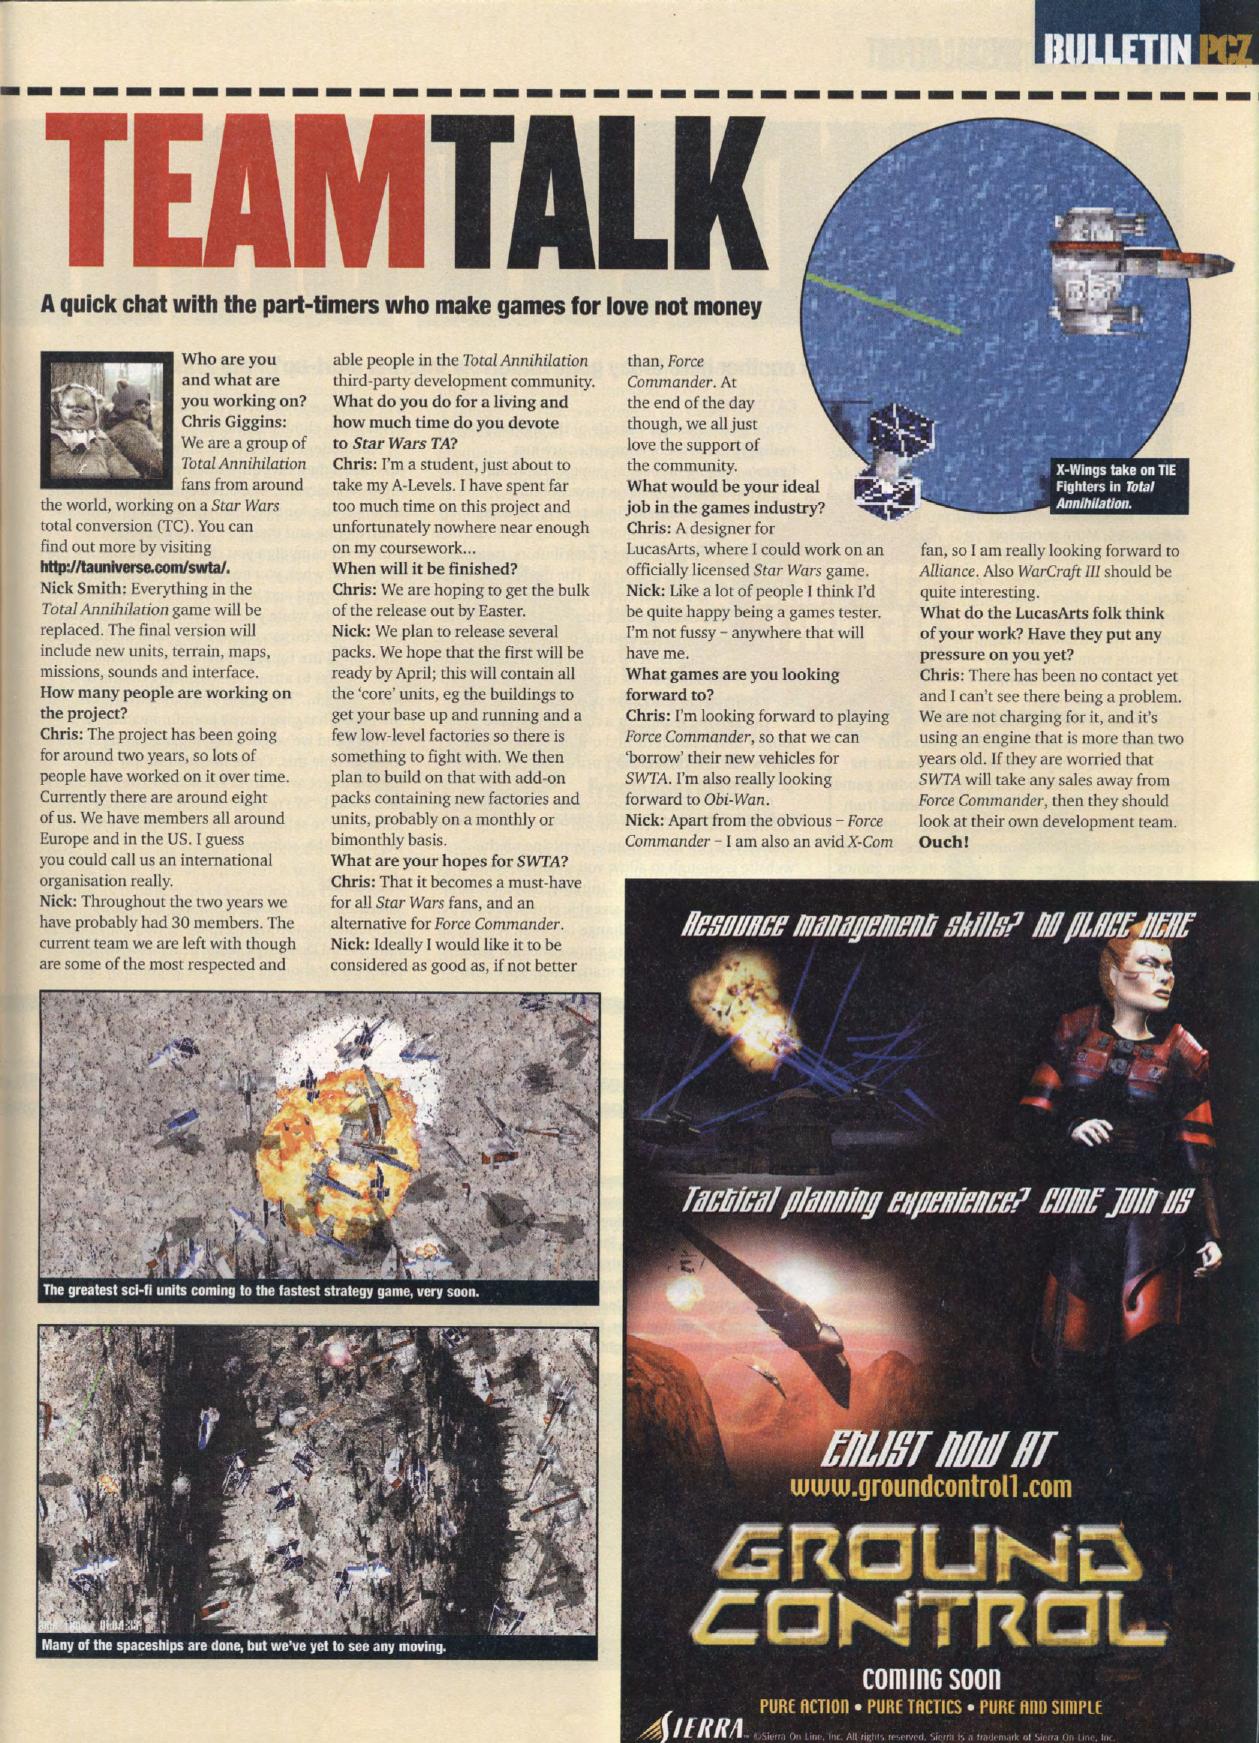 BULLETIN PCZ
TEAMTALK
A quick chat with the part-timers who make games for love not money
Who are you
and what are
you working on?
Chris Giggins:
We are a group of
Total Annihilation
fans from around
the world, working on a Star Wars
total conversion (TC). You can
find out more by visiting
http://tauniverse.com/swta/.
Nick Smith: Everything in the
Total Annihilation game will be
replaced. The final version will
include new units, terrain, maps,
missions, sounds and interface.
How many people are working on
the project?
Chris: The project has been going
for around two years, so lots of
people have worked on it over time.
Currently there are around eight
of us. We have members all around
Europe and in the US. I guess
you could call us an international
organisation really.
Nick: Throughout the two years we
have probably had 30 members. The
current team we are left with though
are some of the most respected and
able people in the Total Annihilation
third-party development community.
What do you do for a living and
how much time do you devote
to Star Wars TA?
Chris: I'm a student, just about to
take my A-Levels. I have spent far
too much time on this project and
unfortunately nowhere near enough
on my coursework...
When will it be finished?
Chris: We are hoping to get the bulk
of the release out by Easter.
Nick: We plan to release several
packs. We hope that the first will be
ready by April; this will contain all
the 'core' units, eg the buildings to
get your base up and running and a
few low-level factories so there is
something to fight with. We then
plan to build on that with add-on
packs containing new factories and
units, probably on a monthly or
bimonthly basis.
What are your hopes for SWTA?
Chris: That it becomes a must-have
for all Star Wars fans, and an
alternative for Force Commander.
Nick: Ideally I would like it to be
considered as good as, if not better
than, Force
Commander. At
the end of the day
though, we all just
love the support of
the community.
What would be your ideal
job in the games industry?
Chris: A designer for
LucasArts, where I could work on an
officially licensed Star Wars game.
Nick: Like a lot of people I think I'd
be quite happy being a games tester.
I'm not fussy – anywhere that will
have me.
What games are you looking
forward to?
Chris: I'm looking forward to playing
Force Commander, so that we can
'borrow' their new vehicles for
SWTA. I'm also really looking
forward to Obi-Wan.
Nick: Apart from the obvious – Force
Commander – I am also an avid X-Com
fan, so I am really looking forward to
Alliance. Also WarCraft III should be
quite interesting.
What do the LucasArts folk think
of your work? Have they put any
pressure on you yet?
Chris: There has been no contact yet
and I can't see there being a problem.
We are not charging for it, and it's
using an engine that is more than two
years old. If they are worried that
SWTA will take any sales away from
Force Commander, then they should
look at their own development team.
Ouch!
X-Wings take on TIE
Fighters in Total
Annihilation.
The greatest sci-fi units coming to the fastest strategy game, very soon.
Many of the spaceships are done, but we've yet to see any moving.
Resource management skills? NO PLACE HERE
Tactical planning experience? COME JOIN US
ENLIST NOW AT
www.groundcontrol1.com
GROUND
CONTROL
COMING SOON
PURE ACTION • PURE TACTICS • PURE AND SIMPLE
SIERRA ©Sierra On Line, Inc. All rights reserved. Sierra is a trademark of Sierra On Line, Inc.